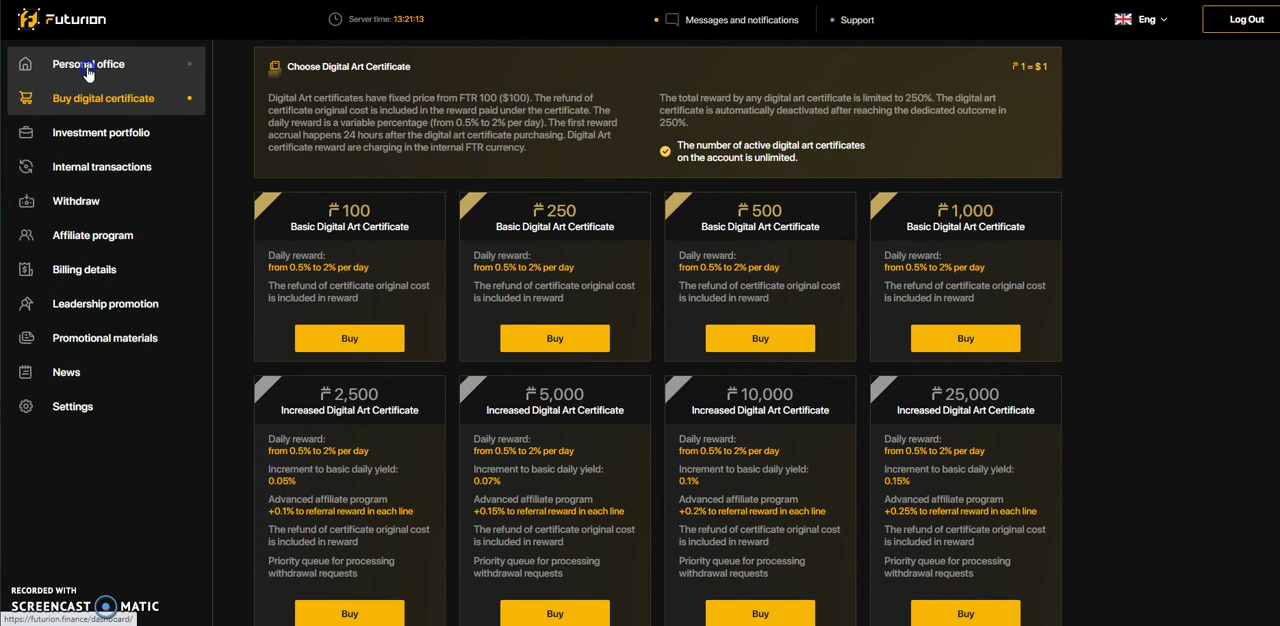 Futurion
Server time: 13:21:13
Messages and notifications
Support
Eng
Log Out
Personal office
Buy digital certificate
Investment portfolio
Internal transactions
Withdraw
Affiliate program
Billing details
Leadership promotion
Promotional materials
News
Settings
Choose Digital Art Certificate
1 = $ 1
Digital Art certificates have fixed price from FTR 100 ($100). The refund of
certificate original cost is included in the reward paid under the certificate. The
daily reward is a variable percentage (from 0.5% to 2% per day). The first reward
accrual happens 24 hours after the digital art certificate purchasing. Digital Art
certificate reward are charging in the internal FTR currency.
The total reward by any digital art certificate is limited to 250%. The digital art
certificate is automatically deactivated after reaching the dedicated outcome in
250%.
The number of active digital art certificates
on the account is unlimited.
100
Basic Digital Art Certificate
Daily reward:
from 0.5% to 2% per day
The refund of certificate original cost
is included in reward
Buy
250
Basic Digital Art Certificate
Daily reward:
from 0.5% to 2% per day
The refund of certificate original cost
is included in reward
Buy
500
Basic Digital Art Certificate
Daily reward:
from 0.5% to 2% per day
The refund of certificate original cost
is included in reward
Buy
1,000
Basic Digital Art Certificate
Daily reward:
from 0.5% to 2% per day
The refund of certificate original cost
is included in reward
Buy
2,500
Increased Digital Art Certificate
Daily reward:
from 0.5% to 2% per day
Increment to basic daily yield:
0.05%
Advanced affiliate program
+0.1% to referral reward in each line
The refund of certificate original cost
is included in reward
Priority queue for processing
withdrawal requests
Buy
5,000
Increased Digital Art Certificate
Daily reward:
from 0.5% to 2% per day
Increment to basic daily yield:
0.07%
Advanced affiliate program
+0.15% to referral reward in each line
The refund of certificate original cost
is included in reward
Priority queue for processing
withdrawal requests
Buy
10,000
Increased Digital Art Certificate
Daily reward:
from 0.5% to 2% per day
Increment to basic daily yield:
0.1%
Advanced affiliate program
+0.2% to referral reward in each line
The refund of certificate original cost
is included in reward
Priority queue for processing
withdrawal requests
Buy
25,000
Increased Digital Art Certificate
Daily reward:
from 0.5% to 2% per day
Increment to basic daily yield:
0.15%
Advanced affiliate program
+0.25% to referral reward in each line
The refund of certificate original cost
is included in reward
Priority queue for processing
withdrawal requests
Buy
RECORDED WITH
SCREENCAST MATIC
https://futurion.finance/dashboard/